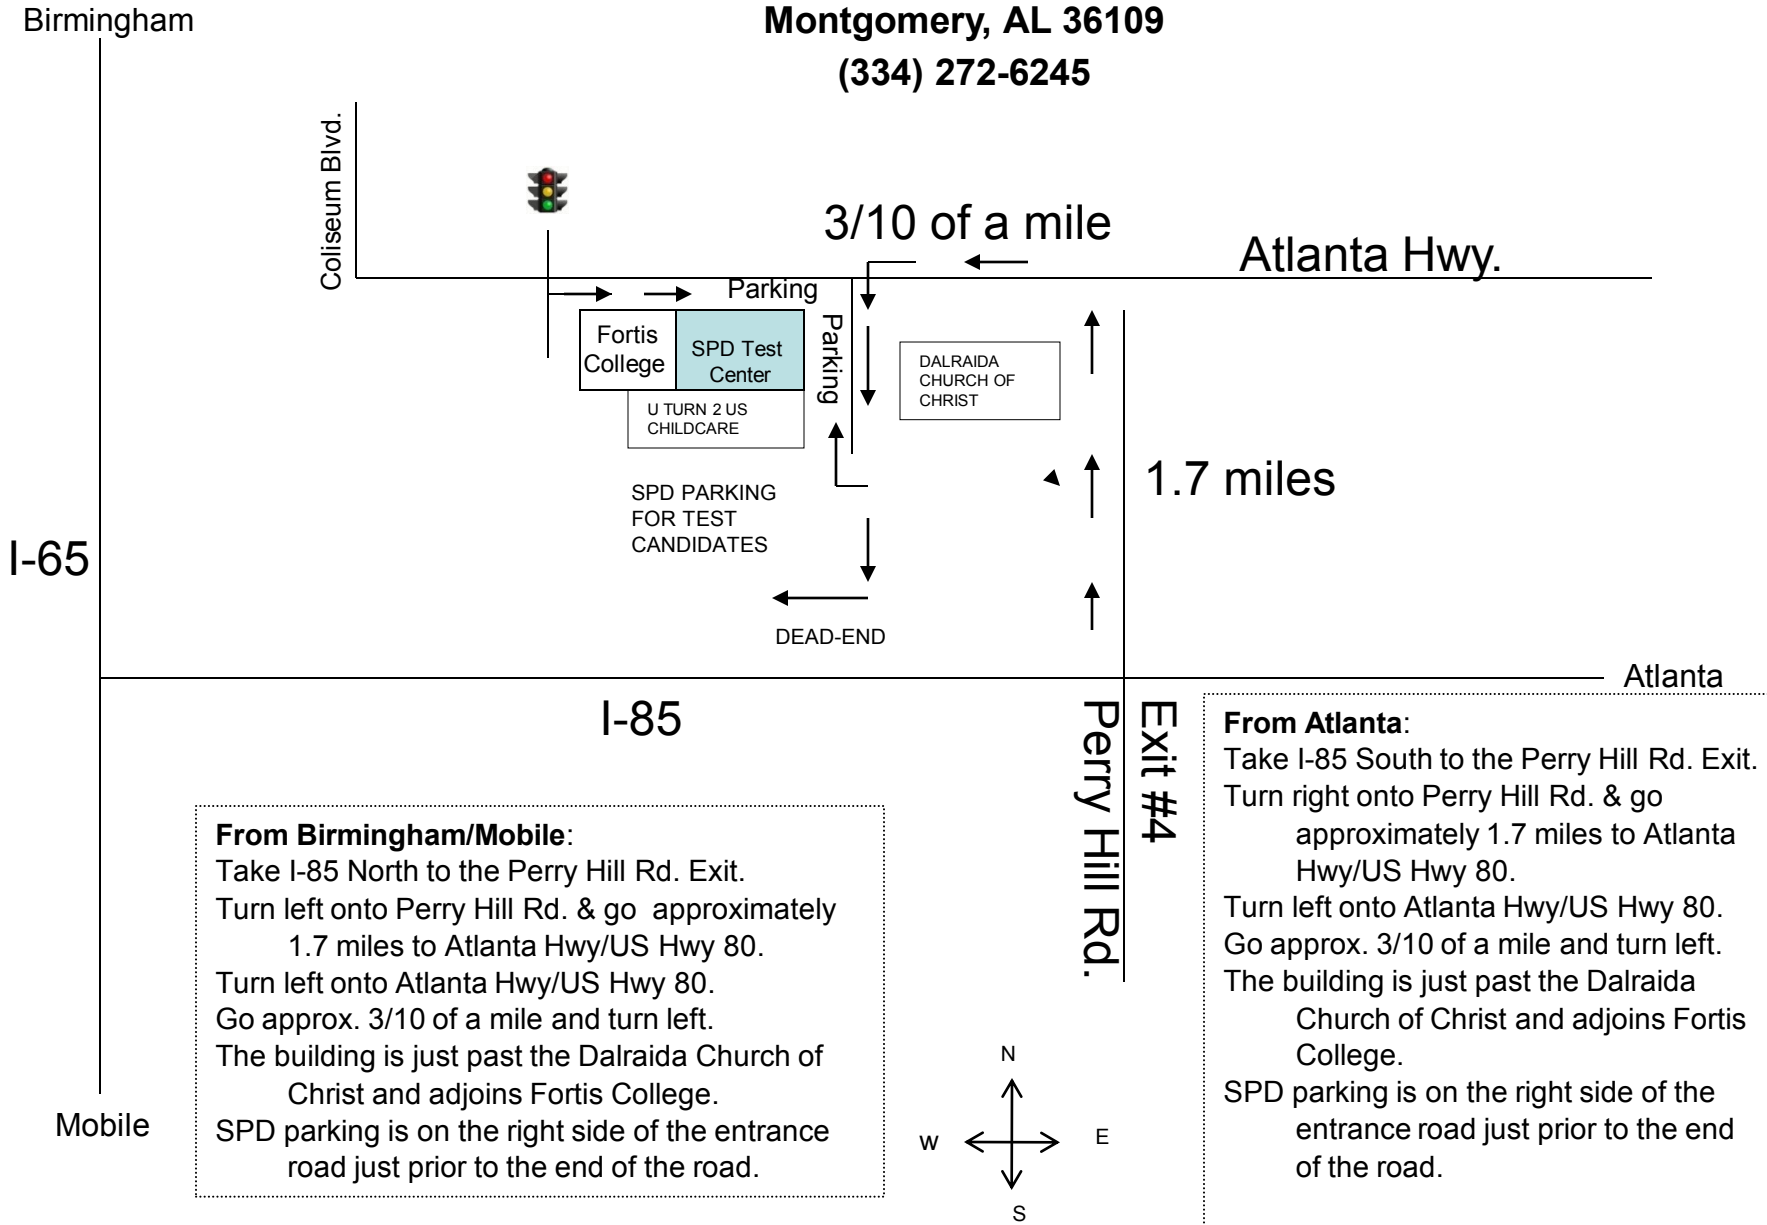 Birmingham
Montgomery, AL 36109
(334) 272-6245
Coliseum Blvd.
3/10 of a mile
Atlanta Hwy.
Parking
Parking
Fortis
College
SPD Test
Center
DALRAIDA
CHURCH OF
CHRIST
U TURN 2 US
CHILDCARE
1.7 miles
SPD PARKING
FOR TEST
CANDIDATES
I-65
DEAD-END
Atlanta
I-85
Perry Hill Rd.
Exit #4
From Birmingham/Mobile:
Take I-85 North to the Perry Hill Rd. Exit.
Turn left onto Perry Hill Rd. & go approximately
1.7 miles to Atlanta Hwy/US Hwy 80.
Turn left onto Atlanta Hwy/US Hwy 80.
Go approx. 3/10 of a mile and turn left.
The building is just past the Dalraida Church of
Christ and adjoins Fortis College.
SPD parking is on the right side of the entrance
road just prior to the end of the road.
From Atlanta:
Take I-85 South to the Perry Hill Rd. Exit.
Turn right onto Perry Hill Rd. & go
approximately 1.7 miles to Atlanta
Hwy/US Hwy 80.
Turn left onto Atlanta Hwy/US Hwy 80.
Go approx. 3/10 of a mile and turn left.
The building is just past the Dalraida
Church of Christ and adjoins Fortis
College.
SPD parking is on the right side of the
entrance road just prior to the end
of the road.
Mobile
N
W
E
S